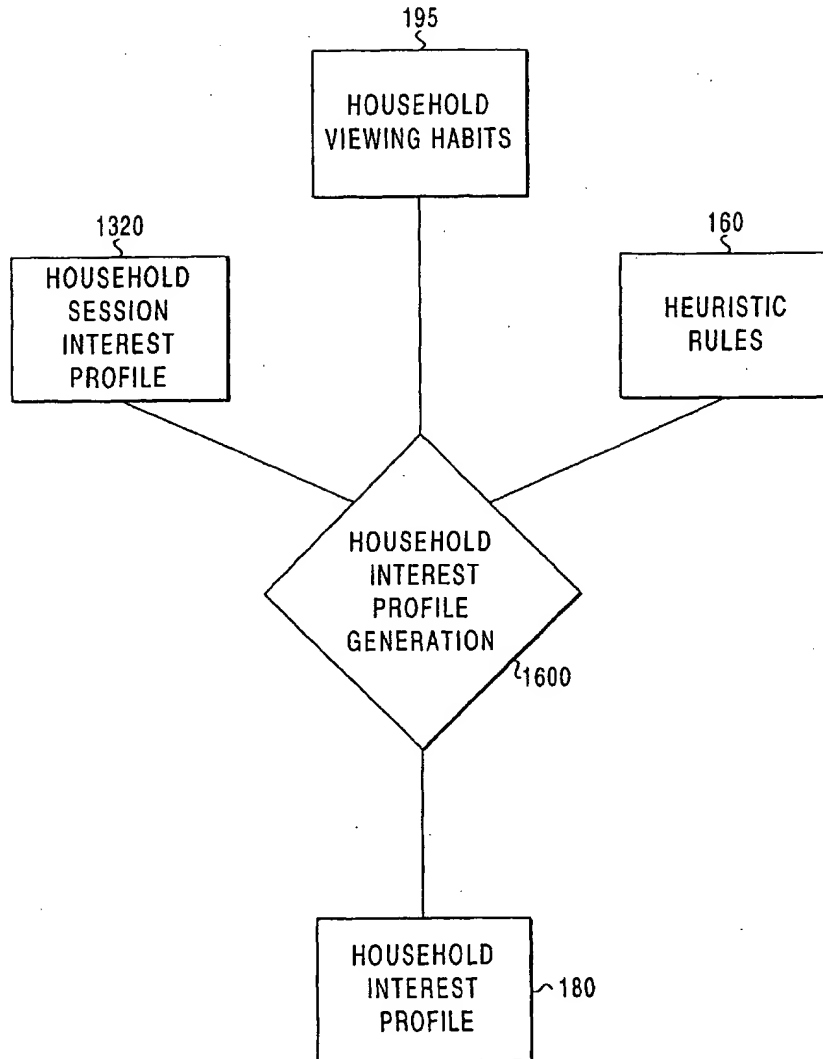 195
HOUSEHOLD
VIEWING HABITS
1320
HOUSEHOLD
SESSION
INTEREST
PROFILE
160
HEURISTIC
RULES
HOUSEHOLD
INTEREST
PROFILE
GENERATION
1600
HOUSEHOLD
INTEREST
PROFILE
180